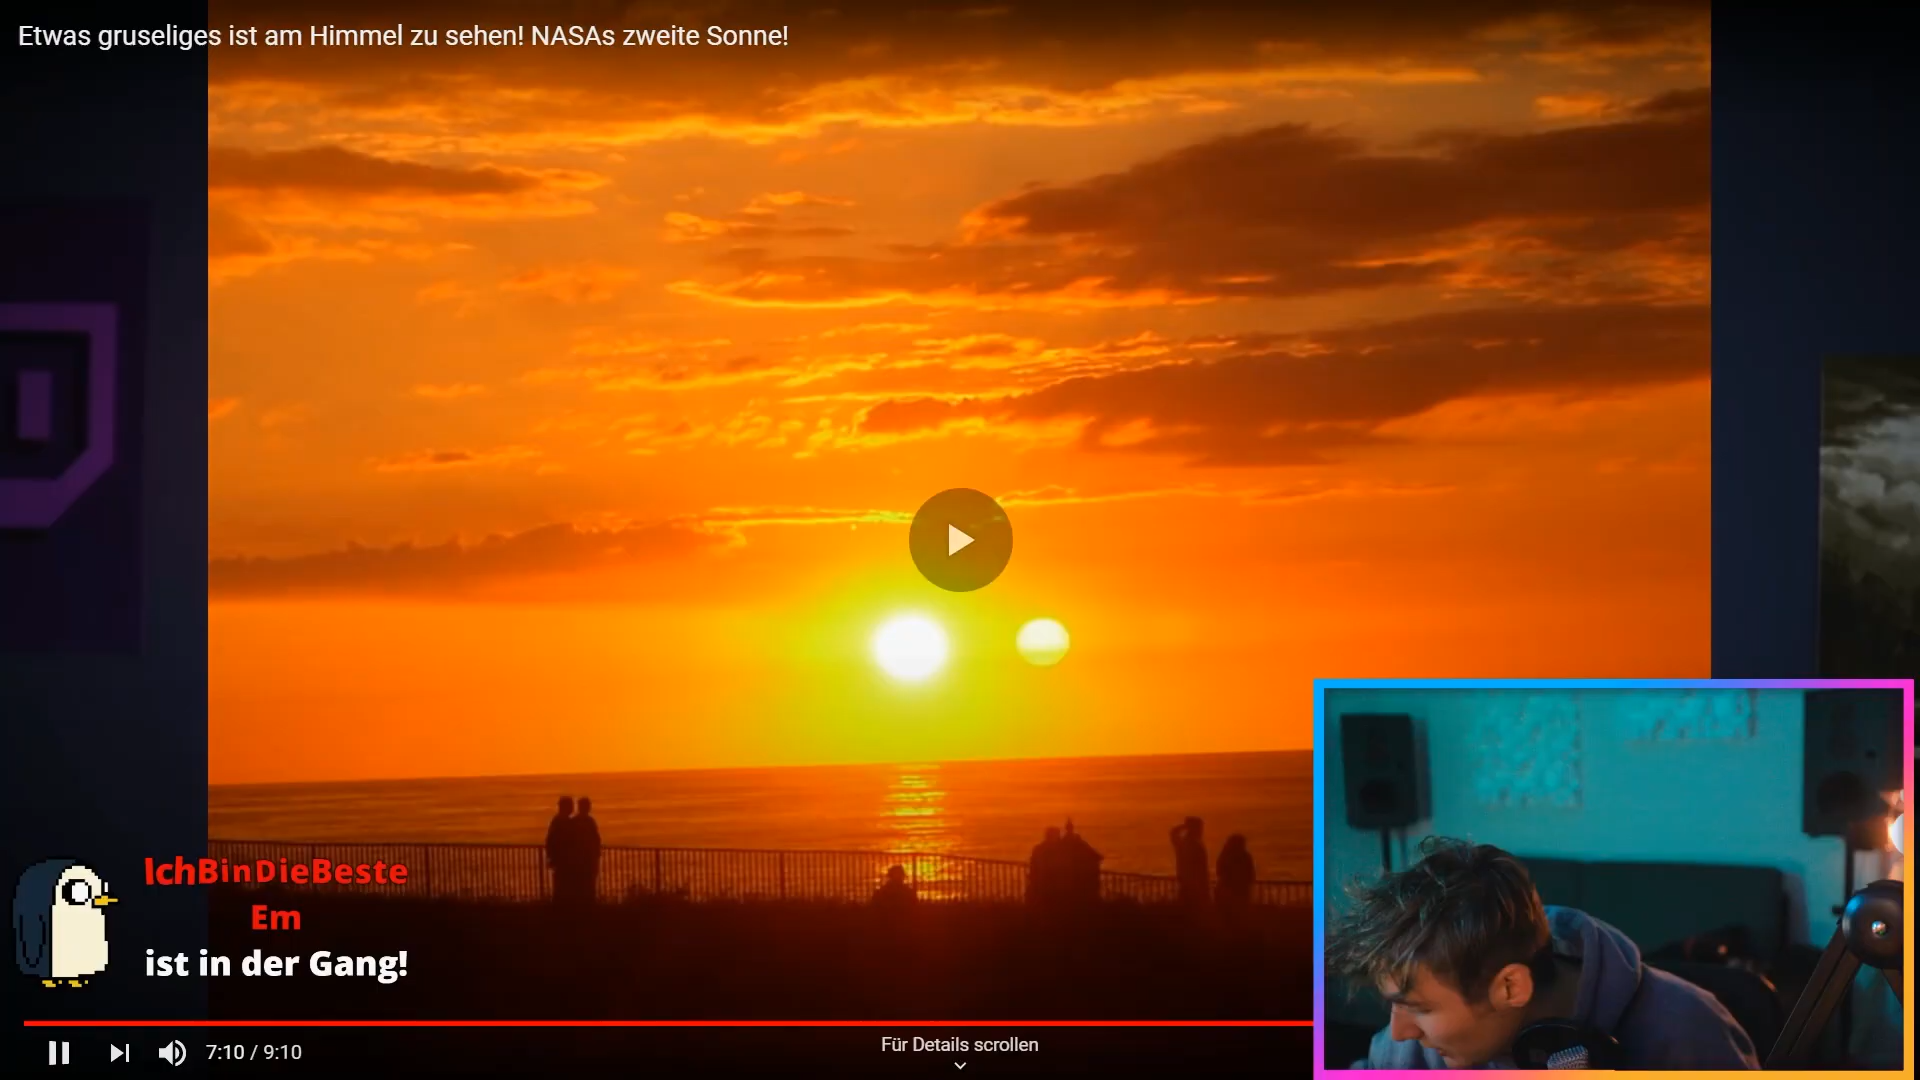 Etwas gruseliges ist am Himmel zu sehen! NASAs zweite Sonne!
IchBinDieBeste
Em
ist in der Gang!
7:10 / 9:10
Für Details scrollen